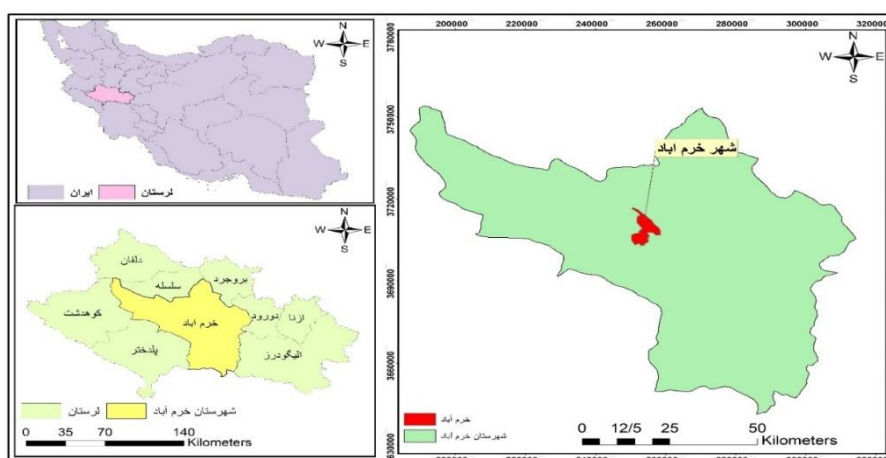 N
W E
S
ایران
لرستان
N
W E
S
دلفان
سلسله
بروجرد
کوهدشت
خرم آباد
دورود
ازنا
پلدختر
الیگودرز
لرستان
شهرستان خرم آباد
0 35 70 140
Kilometers
200000 220000 240000 260000 280000 300000 320000
3780000
3750000
3720000
3690000
3660000
3630000
N
W E
S
شهر خرم اباد
خرم آباد
شهرستان خرم آباد
0 12/5 25 50
Kilometers